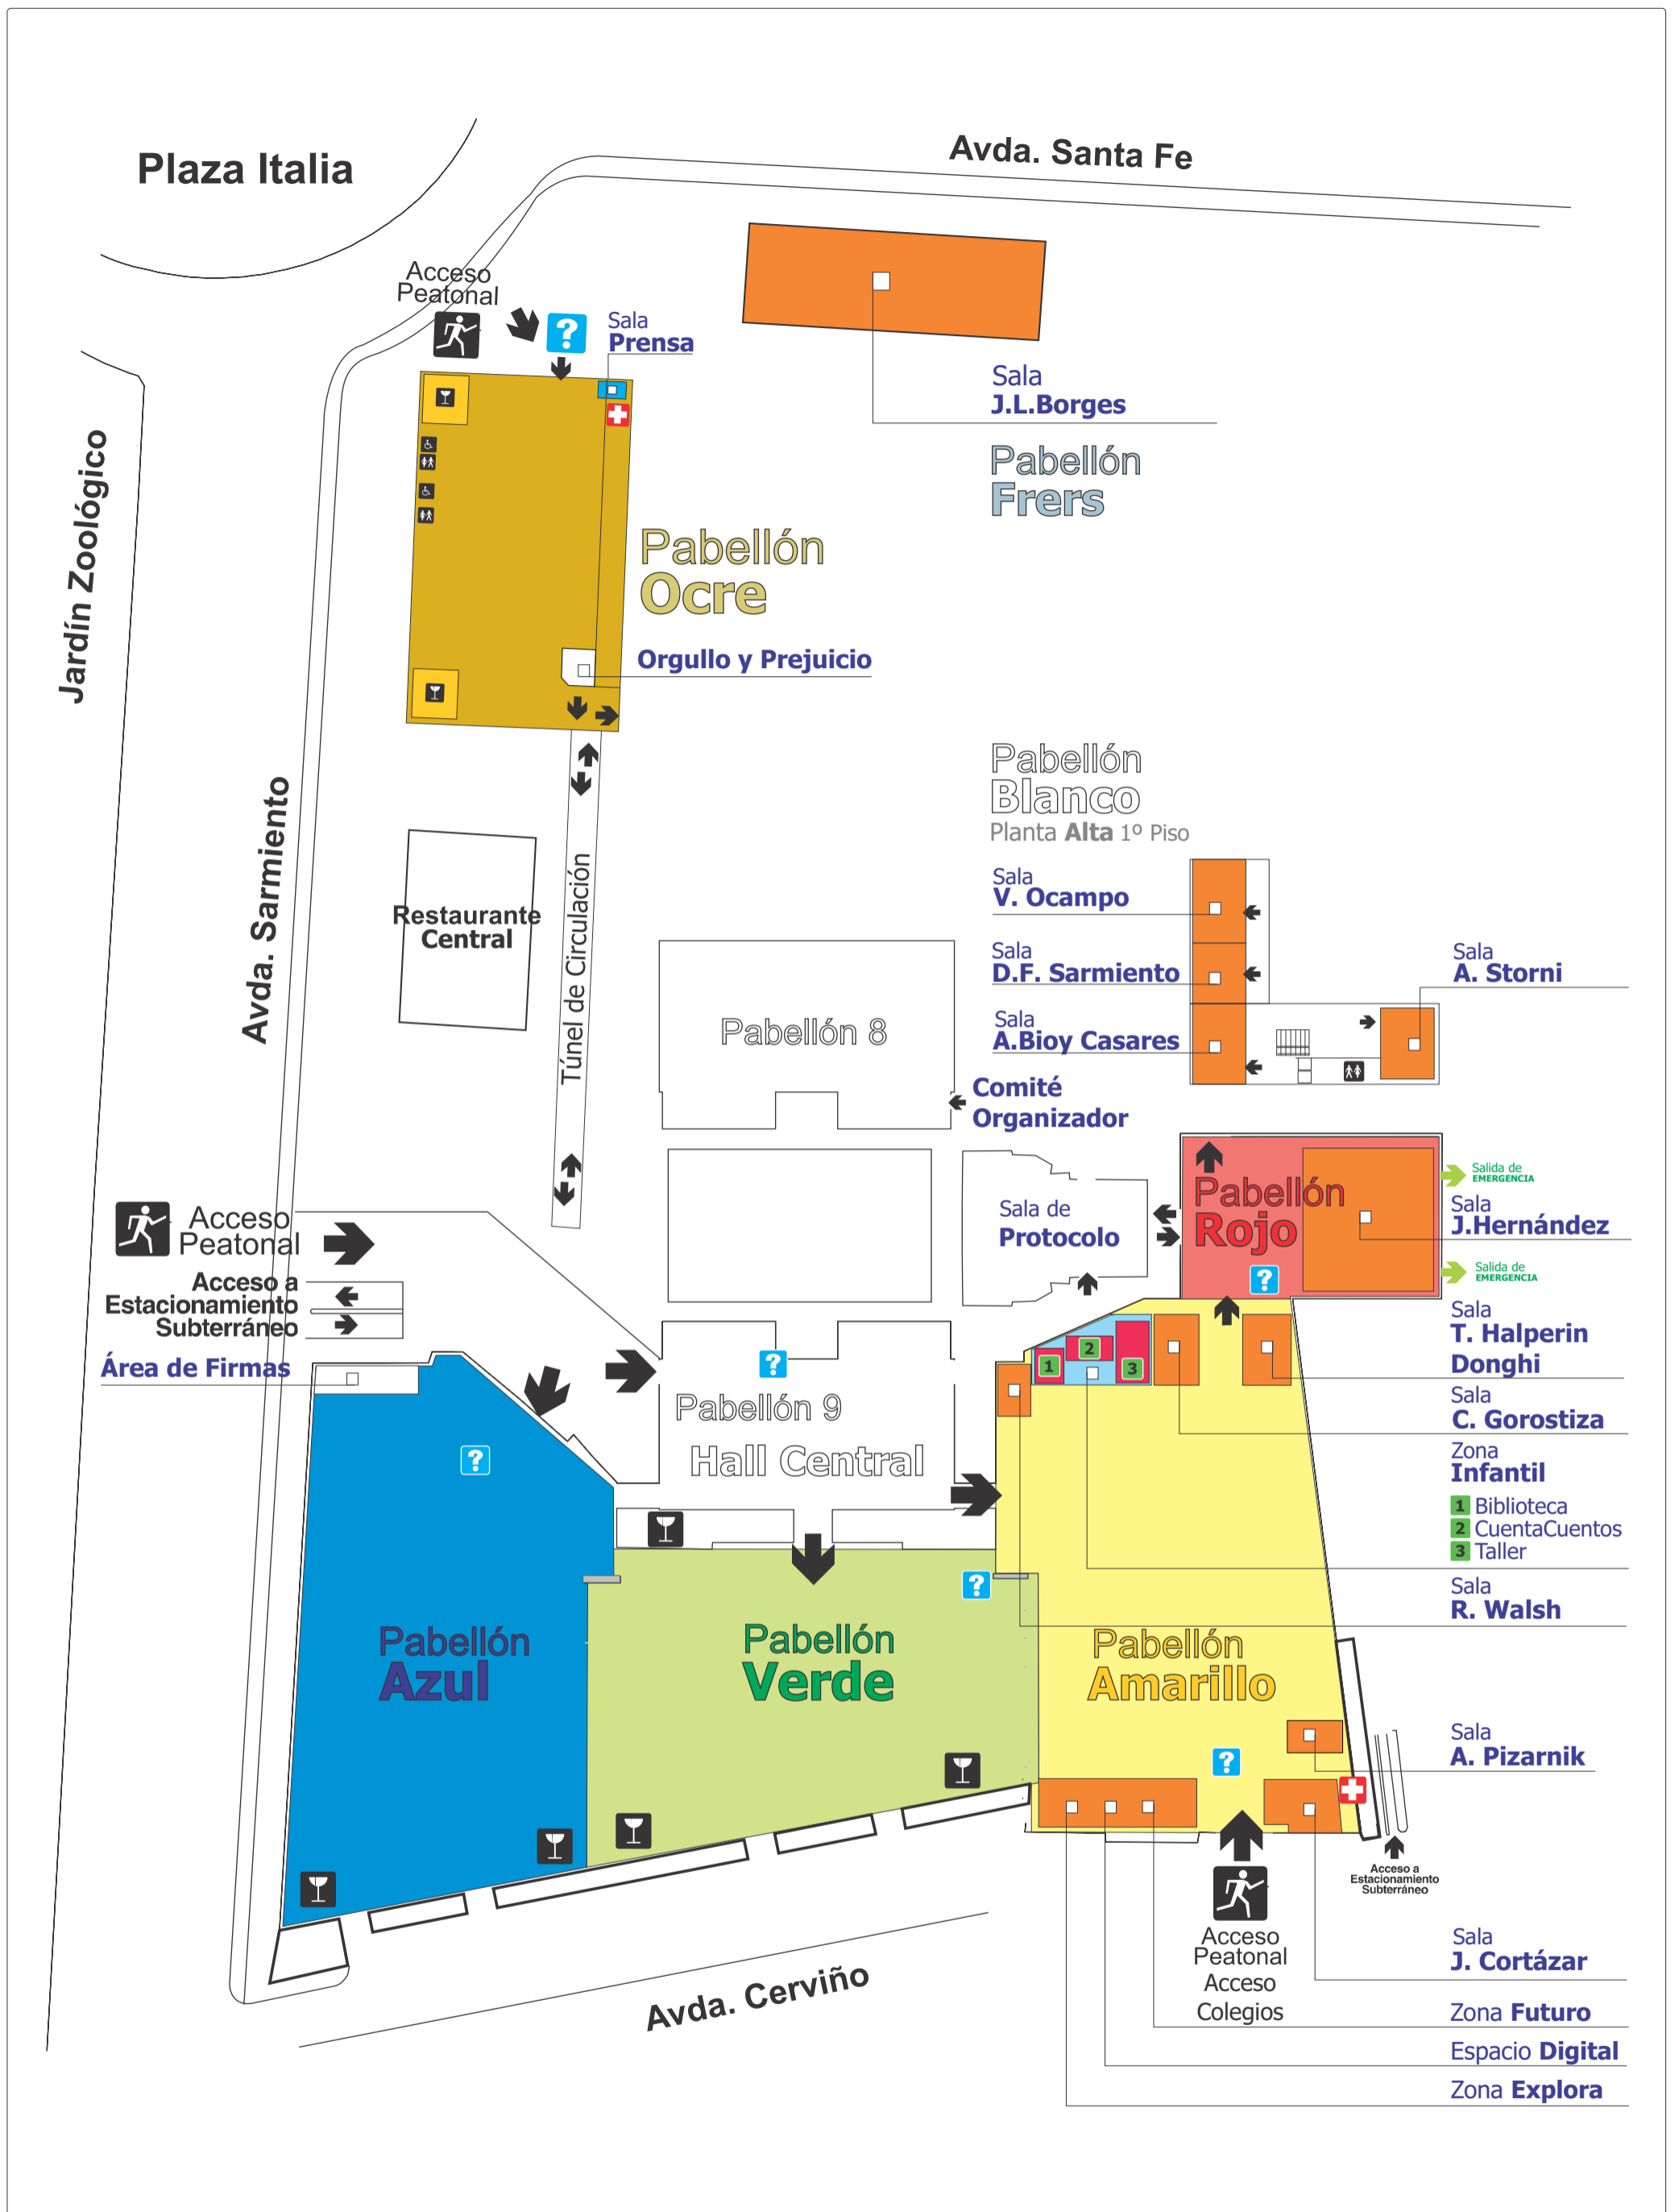 Plaza Italia
Avda. Santa Fe
Acceso
Peatonal
?
Sala
Prensa
Sala
J.L.Borges
Pabellón
Frers
Jardín Zoológico
Pabellón
Ocre
Orgullo y Prejuicio
Avda. Sarmiento
Pabellón
Blanco
Planta Alta 1º Piso
Sala
V. Ocampo
Sala
D.F. Sarmiento
Sala
A.Bioy Casares
Sala
A. Storni
Restaurante
Central
Túnel de Circulación
Pabellón 8
Comité
Organizador
Sala de
Protocolo
Pabellón
Rojo
?
Salida de
EMERGENCIA
Sala
J.Hernández
Salida de
EMERGENCIA
Acceso
Peatonal
Acceso a
Estacionamiento
Subterráneo
Área de Firmas
?
Pabellón 9
Hall Central
?
1
2
3
Sala
T. Halperin
Donghi
Sala
C. Gorostiza
Zona
Infantil
1 Biblioteca
2 CuentaCuentos
3 Taller
Sala
R. Walsh
?
Pabellón
Azul
Pabellón
Verde
Pabellón
Amarillo
?
Sala
A. Pizarnik
Acceso a
Estacionamiento
Subterráneo
Acceso
Peatonal
Acceso
Colegios
Sala
J. Cortázar
Zona Futuro
Espacio Digital
Zona Explora
Avda. Cerviño